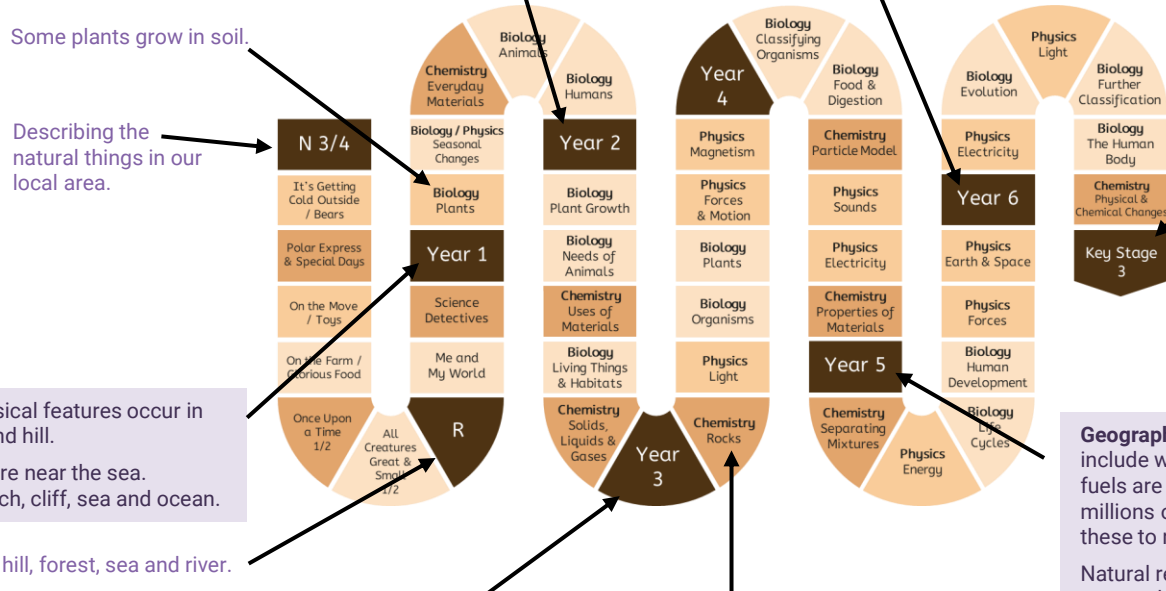 Some plants grow in soil.
Describing the
natural things in our
local area.
N 3/4
It's Getting
Cold Outside
/ Bears
Polar Express
& Special Days
On the Move
/ Toys
On the Farm /
Glorious Food
Once Upon
a Time
1/2
All
Creatures
Great &
Small
1/2
R
Me and
My World
Science
Detectives
Year 1
Biology
Plants
Biology / Physics
Seasonal
Changes
Chemistry
Everyday
Materials
Biology
Animals
Biology
Humans
Year 2
Biology
Plant Growth
Biology
Needs of
Animals
Chemistry
Uses of
Materials
Biology
Living Things
& Habitats
Chemistry
Solids,
Liquids &
Gases
Year
3
Chemistry
Rocks
Physics
Light
Biology
Organisms
Biology
Plants
Physics
Forces
& Motion
Physics
Magnetism
Year
4
Biology
Classifying
Organisms
Biology
Food &
Digestion
Chemistry
Particle Model
Physics
Sounds
Physics
Electricity
Chemistry
Properties of
Materials
Year 5
Chemistry
Separating
Mixtures
Physics
Energy
Biology
Life
Cycles
Biology
Human
Development
Physics
Forces
Physics
Earth & Space
Year 6
Physics
Electricity
Biology
Evolution
Physics
Light
Biology
Further
Classification
Biology
The Human
Body
Chemistry
Physical &
Chemical Changes
Key Stage
3
sical features occur in
nd hill.
re near the sea.
ch, cliff, sea and ocean.
hill, forest, sea and river.
Geograph
include w
fuels are
millions o
these to r
Natural re